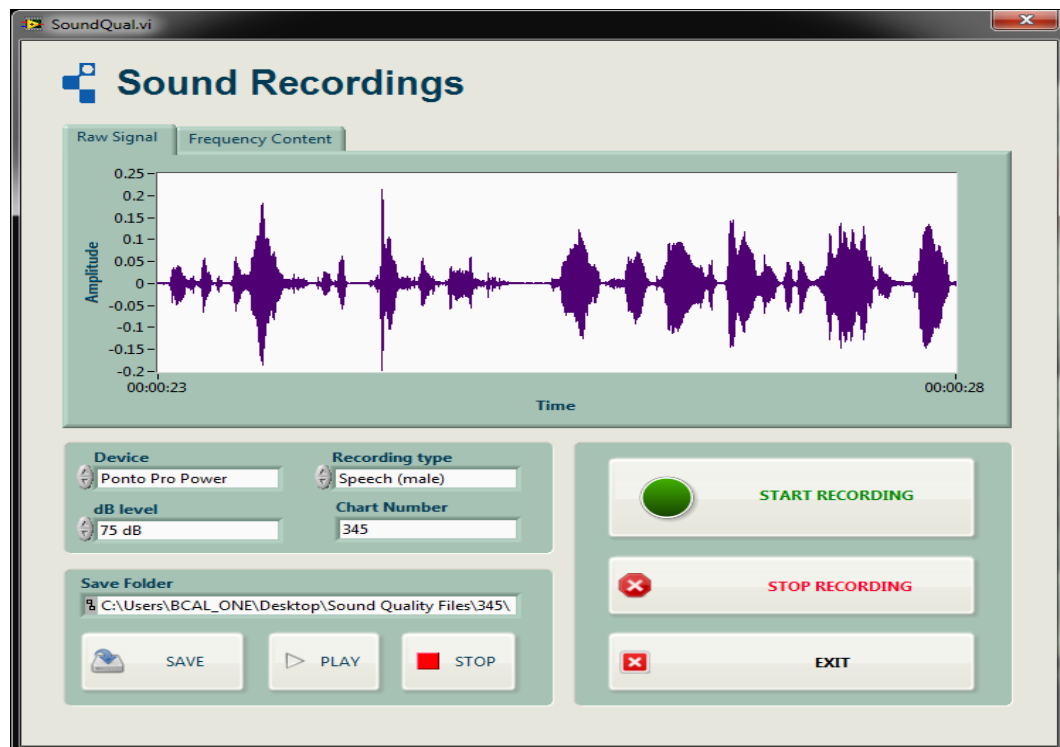 SoundQual.vi
Sound Recordings
Raw Signal Frequency Content
0.25
0.2
0.15
0.1
0.05
0
-0.05
-0.1
-0.15
-0.2
Amplitude
00:00:23 00:00:28
Time
Device Recording type
Ponto Pro Power Speech (male)
dB level Chart Number
75 dB 345
Save Folder
C:\Users\BCAL_ONE\Desktop\Sound Quality Files\345\
SAVE PLAY STOP
START RECORDING
STOP RECORDING
EXIT